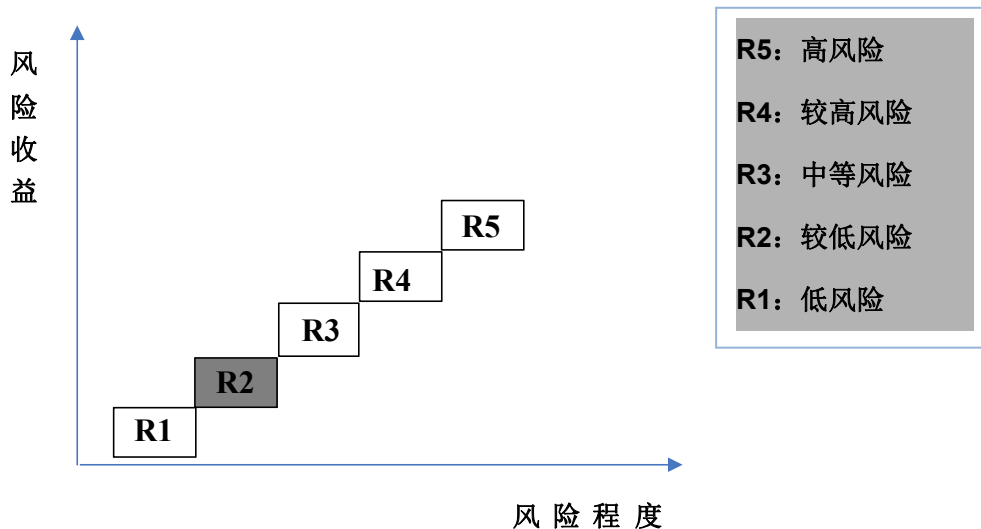 风
险
收
益
R5
R4
R3
R2
R1
风 险 程 度
R5：高风险
R4：较高风险
R3：中等风险
R2：较低风险
R1：低风险